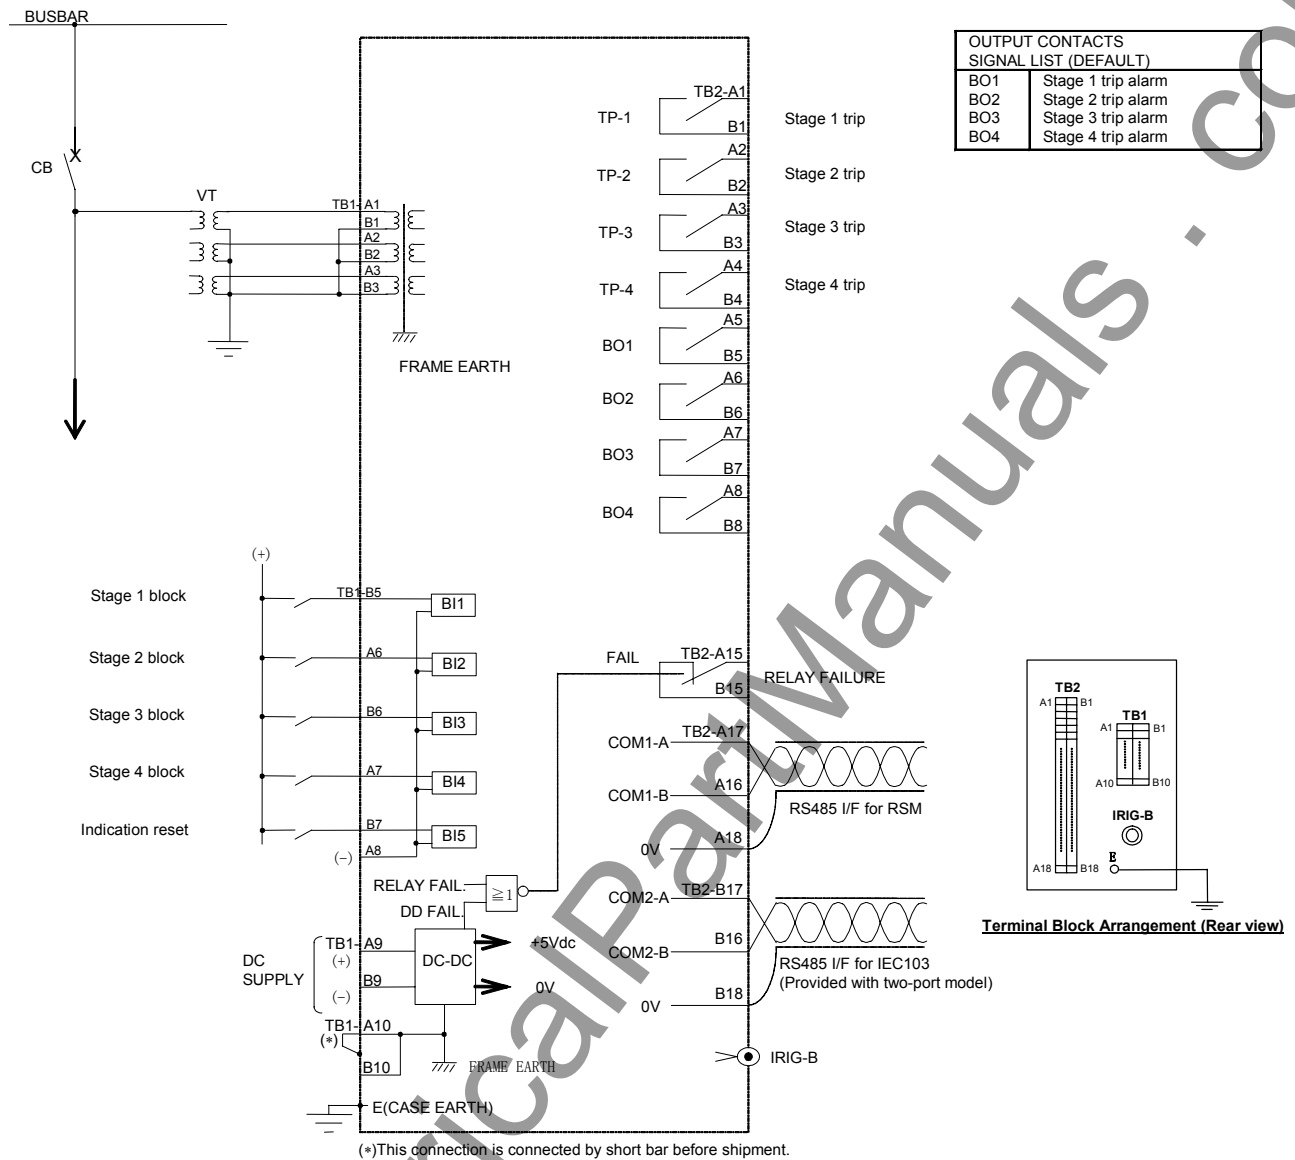 BUSBAR
OUTPUT CONTACTS
SIGNAL LIST (DEFAULT)
BO1 Stage 1 trip alarm
BO2 Stage 2 trip alarm
BO3 Stage 3 trip alarm
BO4 Stage 4 trip alarm
CB
VT
TB1- A1
B1
A2
B2
A3
B3
FRAME EARTH
TP-1 TB2-A1 B1 Stage 1 trip
TP-2 A2 B2 Stage 2 trip
TP-3 A3 B3 Stage 3 trip
TP-4 A4 B4 Stage 4 trip
BO1 A5 B5
BO2 A6 B6
BO3 A7 B7
BO4 A8 B8
(+)
Stage 1 block TB1-B5 BI1
Stage 2 block A6 BI2
Stage 3 block B6 BI3
Stage 4 block A7 BI4
Indication reset B7 BI5
(−) A8
FAIL TB2-A15 B15 RELAY FAILURE
COM1-A TB2-A17
COM1-B A16
RS485 I/F for RSM
0V A18
RELAY FAIL.
DD FAIL.
≧1
COM2-A TB2-B17
COM2-B B16
RS485 I/F for IEC103
(Provided with two-port model)
0V B18
DC
SUPPLY
TB1- A9
(+)
B9
(−)
DC-DC
+5Vdc
0V
TB1- A10
(*)
B10
FRAME EARTH
IRIG-B
E(CASE EARTH)
(*)This connection is connected by short bar before shipment.
TB2
A1 B1
A18 B18
TB1
A1 B1
A10 B10
IRIG-B
E
Terminal Block Arrangement (Rear view)
ricalPartManuals . co